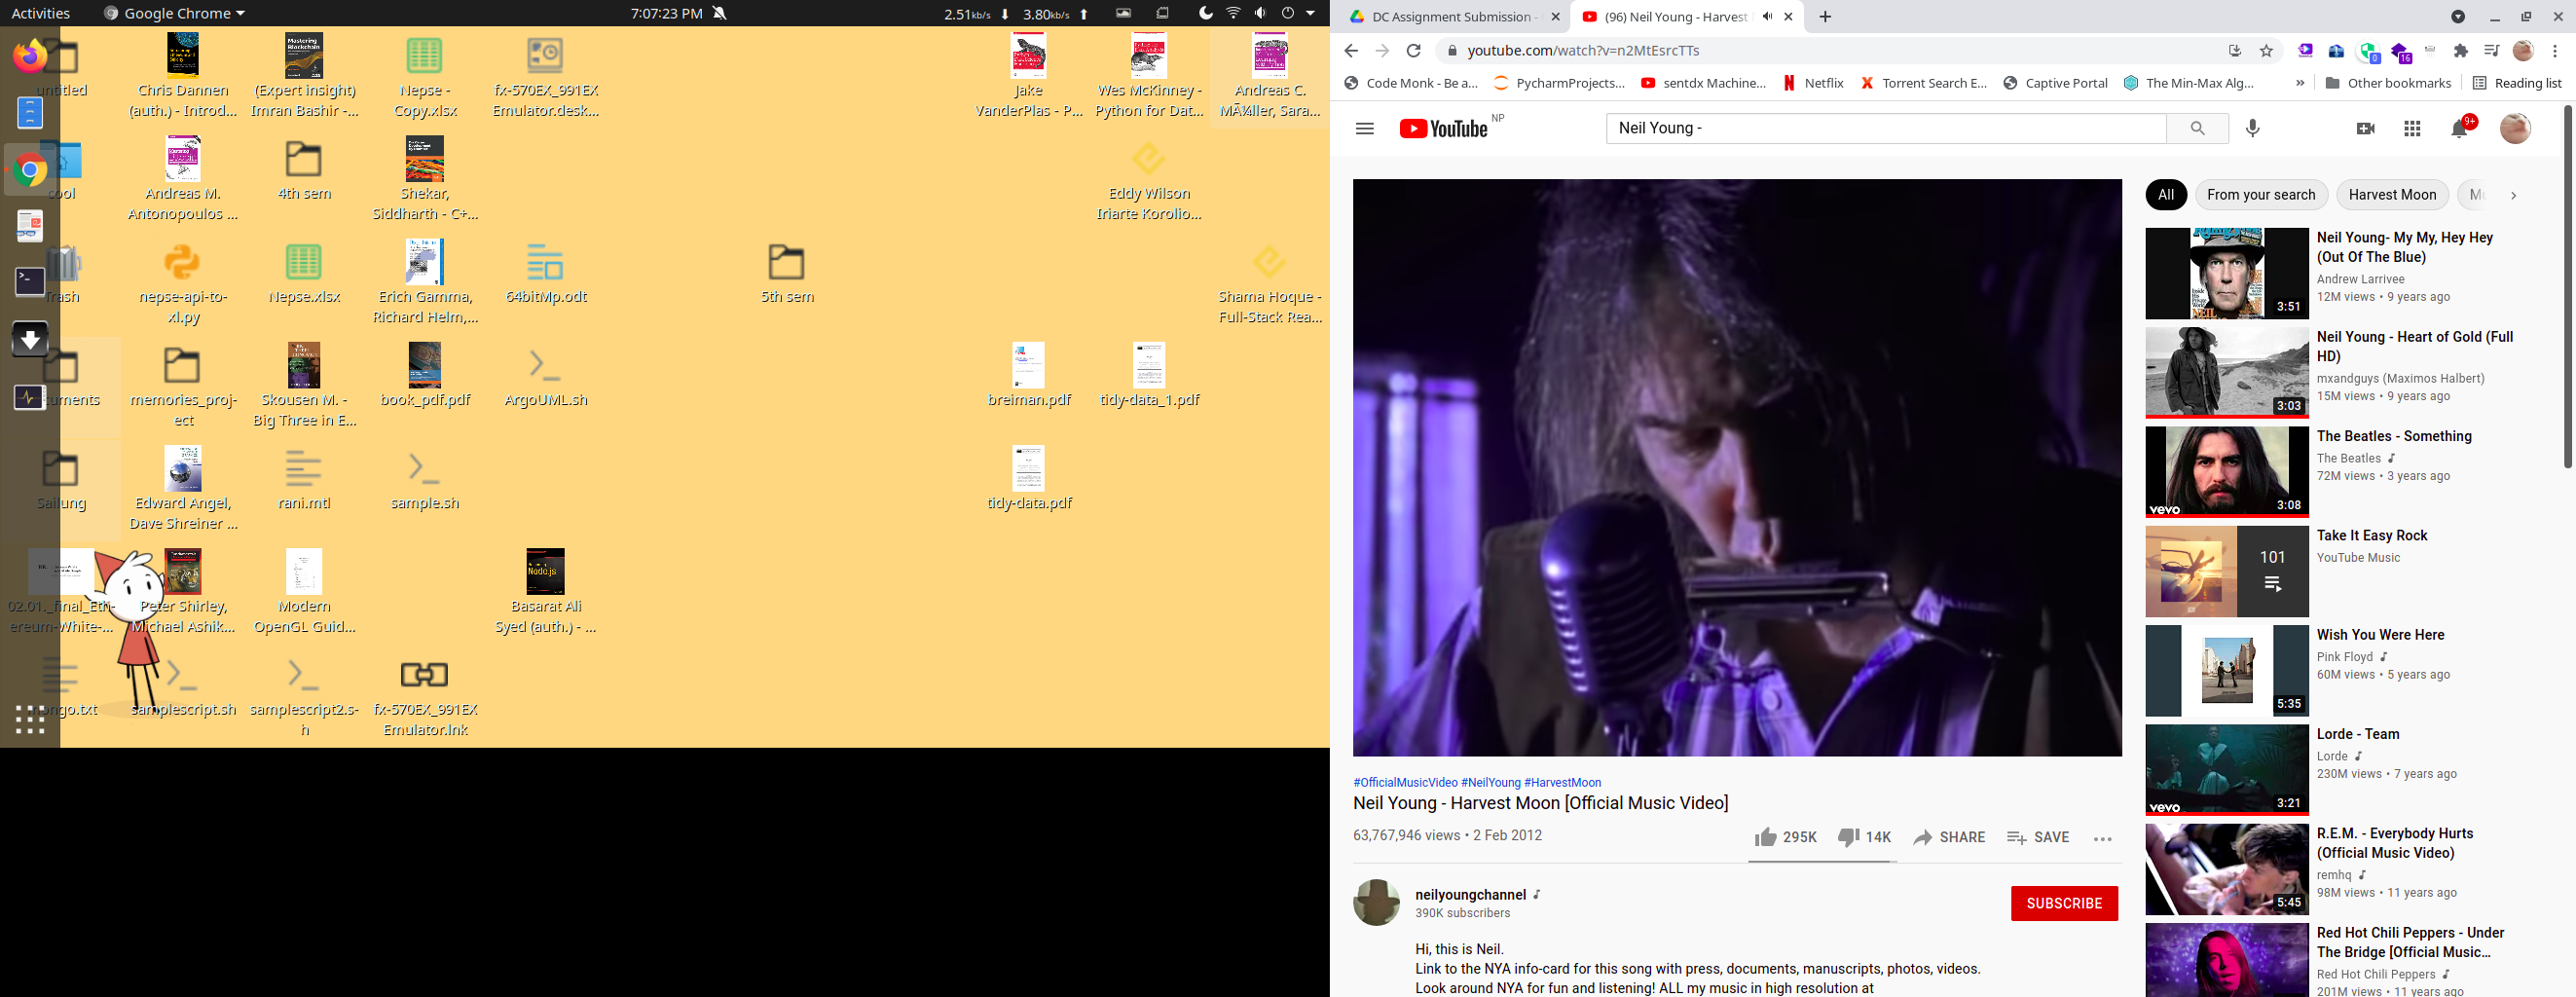 Activities
Google Chrome
7:07:23 PM
2.51kb/s
3.80kb/s
untitled
Chris Dannen
(auth.) - Introd...
(Expert insight)
Imran Bashir -...
Nepse -
Copy.xlsx
fx-570EX_991EX
Emulator.desk...
Jake
VanderPlas - P...
Wes McKinney -
Python for Dat...
Andreas C.
MÃ¼ller, Sara...
cool
Andreas M.
Antonopoulos ...
4th sem
Shekar,
Siddharth - C+...
Eddy Wilson
Iriarte Korolio...
Trash
nepse-api-to-
xl.py
Nepse.xlsx
Erich Gamma,
Richard Helm,...
64bitMp.odt
5th sem
Shama Hoque -
Full-Stack Rea...
uments
memories_proj-
ect
Skousen M. -
Big Three in E...
book_pdf.pdf
ArgoUML.sh
breiman.pdf
tidy-data_1.pdf
Sailung
Edward Angel,
Dave Shreiner ...
rani.mtl
sample.sh
tidy-data.pdf
02.01._final_Eth-
ereum-White-...
Peter Shirley,
Michael Ashik...
Modern
OpenGL Guid...
Node.js
Basarat Ali
Syed (auth.) - ...
ngo.txt
samplescript.sh
samplescript2.s-
h
fx-570EX_991EX
Emulator.lnk
DC Assignment Submission -
(96) Neil Young - Harvest
youtube.com/watch?v=n2MtEsrcTTs
0
16
Code Monk - Be a...
PycharmProjects...
sentdx Machine...
Netflix
Torrent Search E...
Captive Portal
The Min-Max Alg...
»
Other bookmarks
Reading list
YouTube NP
Neil Young -
9+
All
From your search
Harvest Moon
Neil Young- My My, Hey Hey
(Out Of The Blue)
Andrew Larrivee
12M views • 9 years ago
3:51
Neil Young - Heart of Gold (Full
HD)
mxandguys (Maximos Halbert)
15M views • 9 years ago
3:03
The Beatles - Something
The Beatles
72M views • 3 years ago
vevo
3:08
Take It Easy Rock
YouTube Music
101
Wish You Were Here
Pink Floyd
60M views • 5 years ago
5:35
Lorde - Team
Lorde
230M views • 7 years ago
vevo
3:21
R.E.M. - Everybody Hurts
(Official Music Video)
remhq
98M views • 11 years ago
5:45
Red Hot Chili Peppers - Under
The Bridge [Official Music...
Red Hot Chili Peppers
201M views • 11 years ago
#OfficialMusicVideo #NeilYoung #HarvestMoon
Neil Young - Harvest Moon [Official Music Video]
63,767,946 views • 2 Feb 2012
295K
14K
SHARE
SAVE
neilyoungchannel
390K subscribers
SUBSCRIBE
Hi, this is Neil.
Link to the NYA info-card for this song with press, documents, manuscripts, photos, videos.
Look around NYA for fun and listening! ALL my music in high resolution at